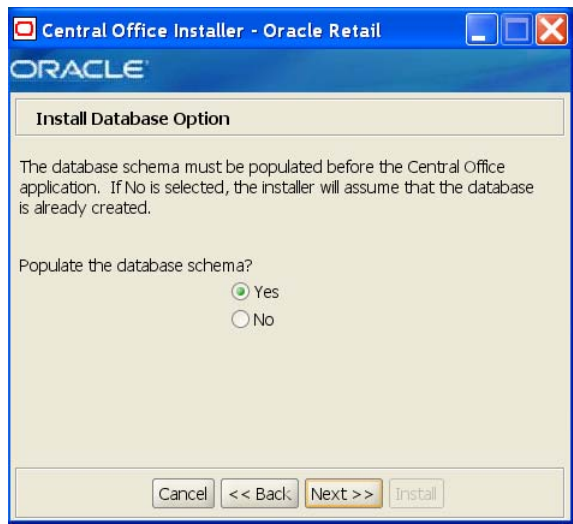 Central Office Installer - Oracle Retail
ORACLE
Install Database Option
The database schema must be populated before the Central Office
application. If No is selected, the installer will assume that the database
is already created.
Populate the database schema?
Yes
No
Cancel << Back Next >> Install